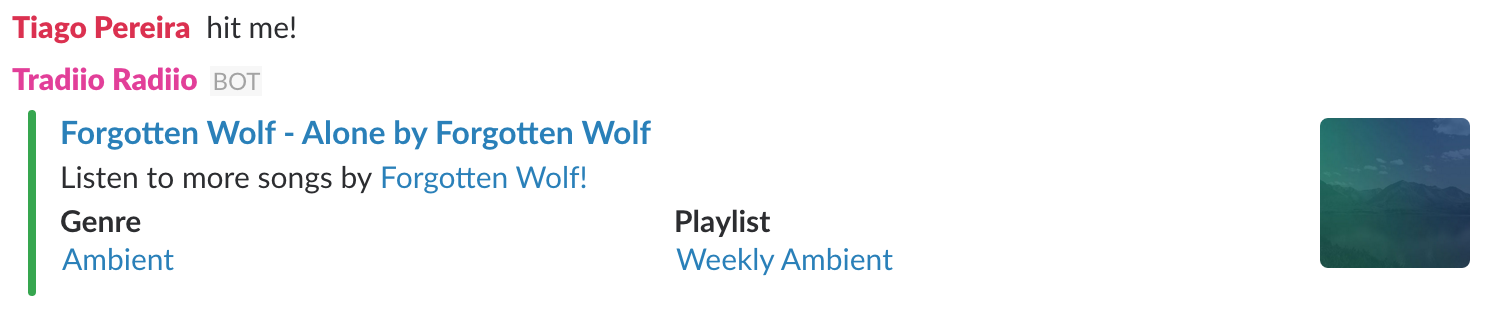 Tiago Pereira hit me!
Tradiio Radiio BOT
Forgotten Wolf - Alone by Forgotten Wolf
Listen to more songs by Forgotten Wolf!
Genre Playlist
Ambient Weekly Ambient